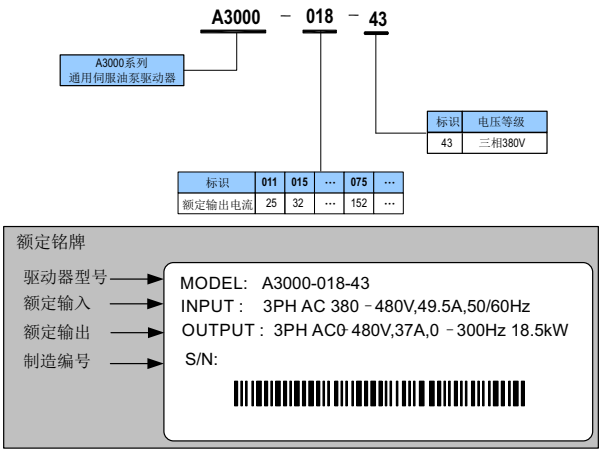 A3000 - 018 - 43
A3000系列
通用伺服油泵驱动器
标识 电压等级
43 三相380V
标识 011 015 … 075 …
额定输出电流 25 32 … 152 …
额定铭牌
驱动器型号
MODEL: A3000-018-43
额定输入
INPUT : 3PH AC 380-480V,49.5A,50/60Hz
额定输出
OUTPUT : 3PH AC0-480V,37A,0-300Hz 18.5kW
制造编号
S/N: